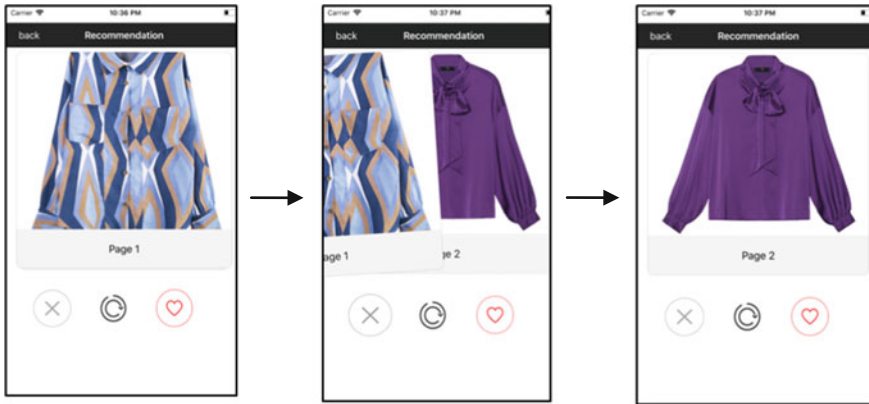 Carrier 10:36 PM
back Recommendation
Page 1
Carrier 10:37 PM
back Recommendation
age 1
ge 2
Carrier 10:37 PM
back Recommendation
Page 2